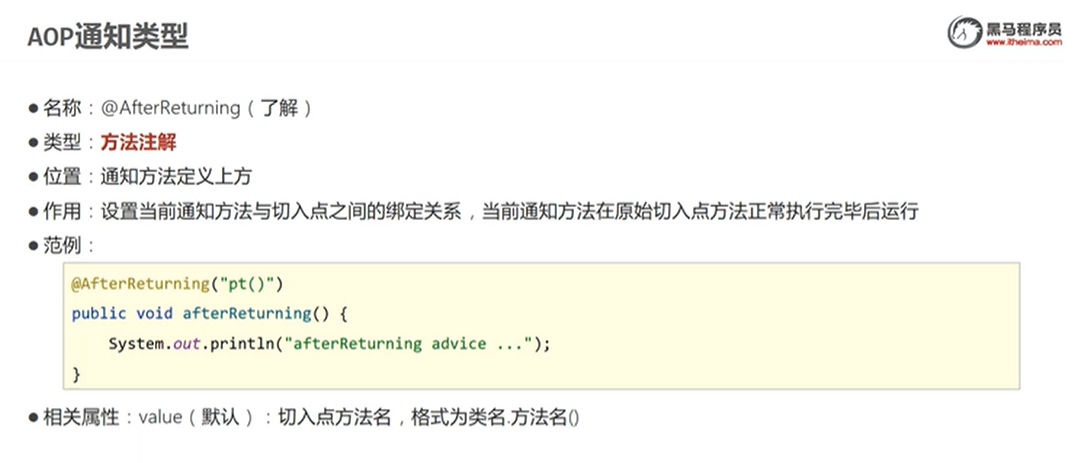 AOP通知类型
黑马程序员
www.itheima.com
● 名称：@AfterReturning（了解）
● 类型：方法注解
● 位置：通知方法定义上方
● 作用：设置当前通知方法与切入点之间的绑定关系，当前通知方法在原始切入点方法正常执行完毕后运行
● 范例：
@AfterReturning("pt()")
public void afterReturning() {
    System.out.println("afterReturning advice ...");
}
● 相关属性：value（默认）：切入点方法名，格式为类名.方法名()